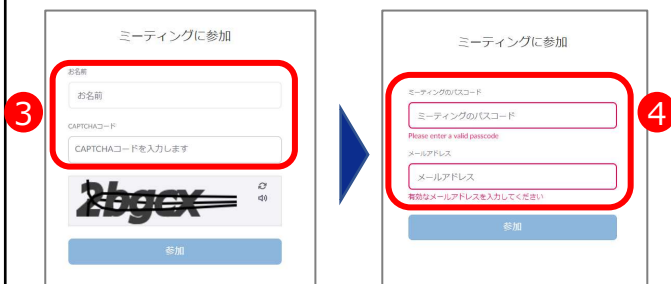 ミーティングに参加
お名前
お名前
3
CAPTCHAコード
CAPTCHAコードを入力します
2bgcx
参加
ミーティングに参加
ミーティングのパスコード
ミーティングのパスコード
4
Please enter a valid passcode
メールアドレス
メールアドレス
有効なメールアドレスを入力してください
参加